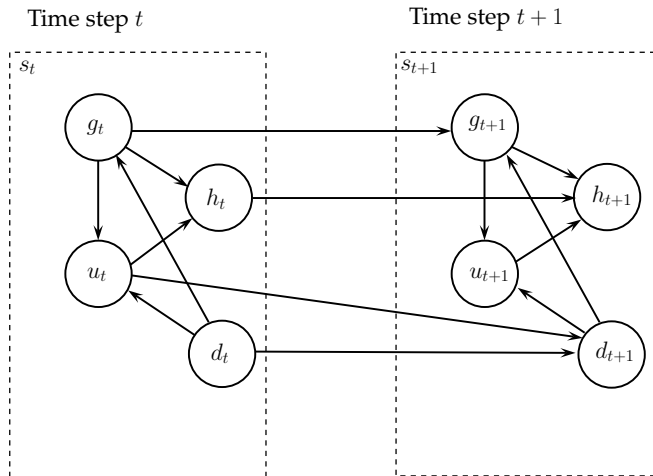 Time step t
Time step t + 1
s_t
s_{t+1}
g_t
g_{t+1}
h_t
h_{t+1}
u_t
u_{t+1}
d_t
d_{t+1}